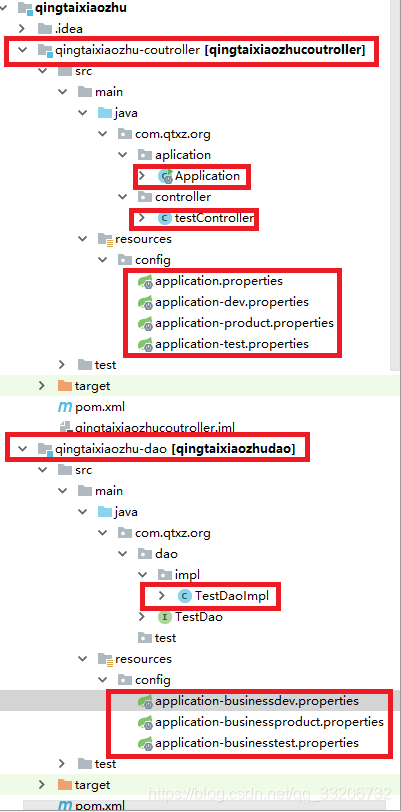 qingtaixiaozhu
.idea
qingtaixiaozhu-coutroller [qingtaixiaozhucoutroller]
src
main
java
com.qtxz.org
aplication
Application
controller
testController
resources
config
application.properties
application-dev.properties
application-product.properties
application-test.properties
test
target
pom.xml
qingtaixiaozhucoutroller.iml
qingtaixiaozhu-dao [qingtaixiaozhudao]
src
main
java
com.qtxz.org
dao
impl
TestDaoImpl
TestDao
test
resources
config
application-businessdev.properties
application-businessproduct.properties
application-businesstest.properties
test
target
https://blog.csdn.net/qq_33206732
pom.xml